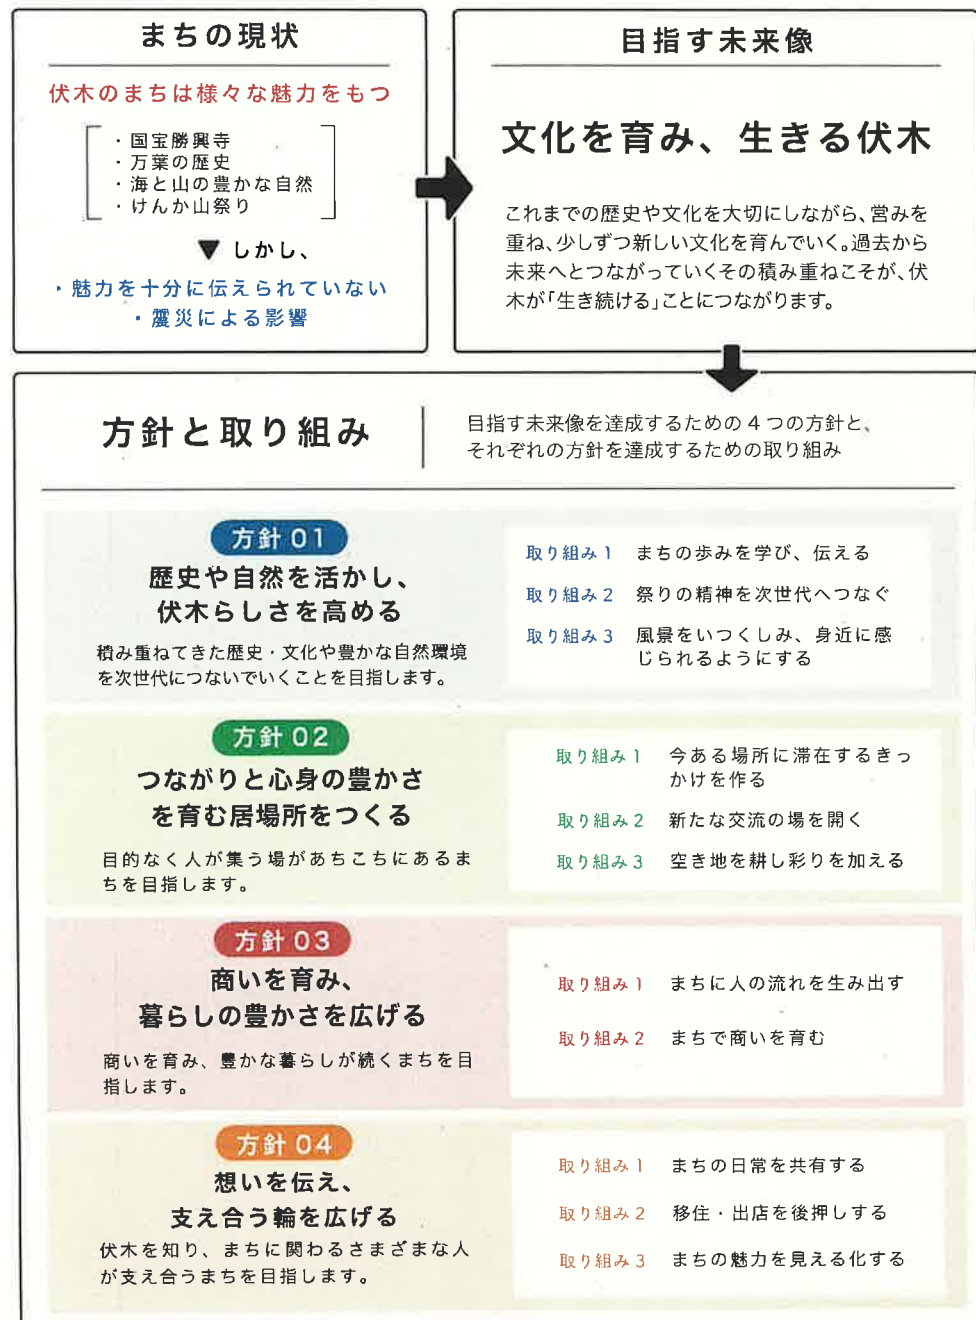 まちの現状
伏木のまちは様々な魅力をもつ
・国宝勝興寺
・万葉の歴史
・海と山の豊かな自然
・けんか山祭り
▼ しかし、
・魅力を十分に伝えられていない
・震災による影響
目指す未来像
文化を育み、生きる伏木
これまでの歴史や文化を大切にしながら、営みを
重ね、少しずつ新しい文化を育んでいく。過去から
未来へとつながっていくその積み重ねこそが、伏
木が「生き続ける」ことにつながります。
方針と取り組み
目指す未来像を達成するための4つの方針と、
それぞれの方針を達成するための取り組み
方針 01
歴史や自然を活かし、
伏木らしさを高める
積み重ねてきた歴史・文化や豊かな自然環境
を次世代につないでいくことを目指します。
取り組み1 まちの歩みを学び、伝える
取り組み2 祭りの精神を次世代へつなぐ
取り組み3 風景をいつくしみ、身近に感
じられるようにする
方針 02
つながりと心身の豊かさ
を育む居場所をつくる
目的なく人が集う場があちこちにあるま
ちを目指します。
取り組み1 今ある場所に滞在するきっ
かけを作る
取り組み2 新たな交流の場を開く
取り組み3 空き地を耕し彩りを加える
方針 03
商いを育み、
暮らしの豊かさを広げる
商いを育み、豊かな暮らしが続くまちを目
指します。
取り組み1 まちに人の流れを生み出す
取り組み2 まちで商いを育む
方針 04
想いを伝え、
支え合う輪を広げる
伏木を知り、まちに関わるさまざまな人
が支え合うまちを目指します。
取り組み1 まちの日常を共有する
取り組み2 移住・出店を後押しする
取り組み3 まちの魅力を見える化する